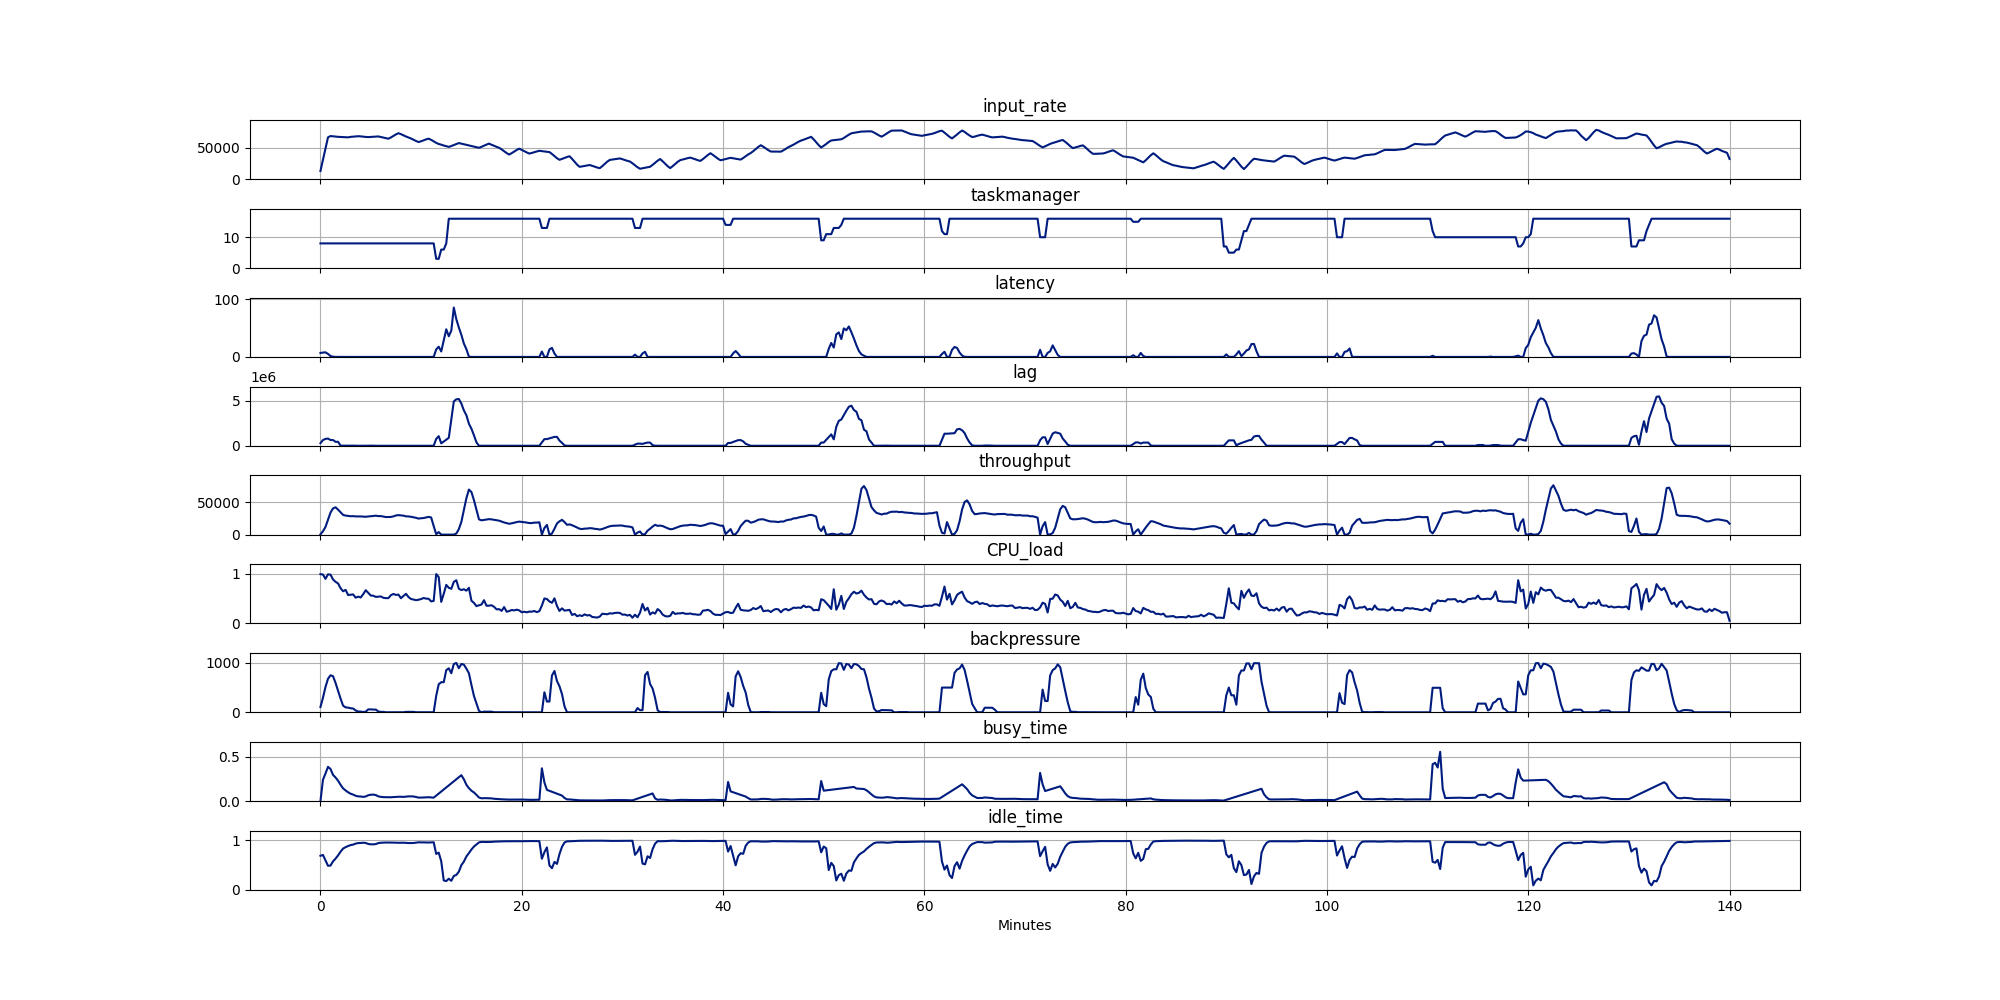 input_rate
50000
0
taskmanager
10
0
latency
100
0
1e6
lag
5
0
throughput
50000
0
CPU_load
1
0
backpressure
1000
0
busy_time
0.5
0.0
idle_time
1
0
0 20 40 60 80 100 120 140
Minutes